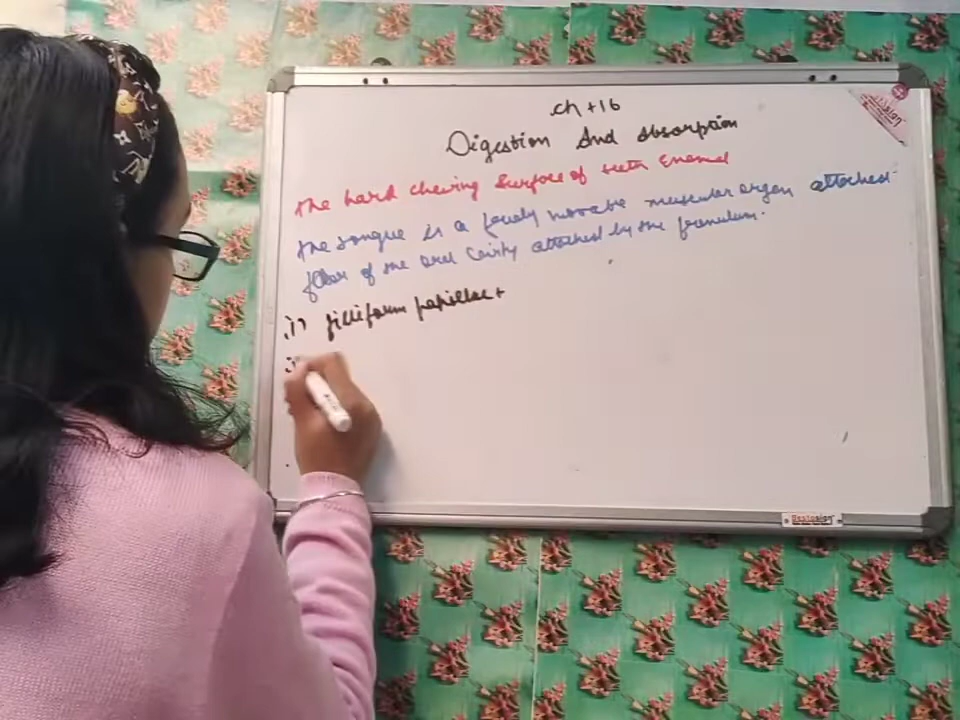 ch + 16
Digestion And absorption
The hard chewing surface of teeth Enamel
The tongue is a freely movable muscular organ attached
floor of the oral cavity attached by the frenulum.
i) filliform papillae +